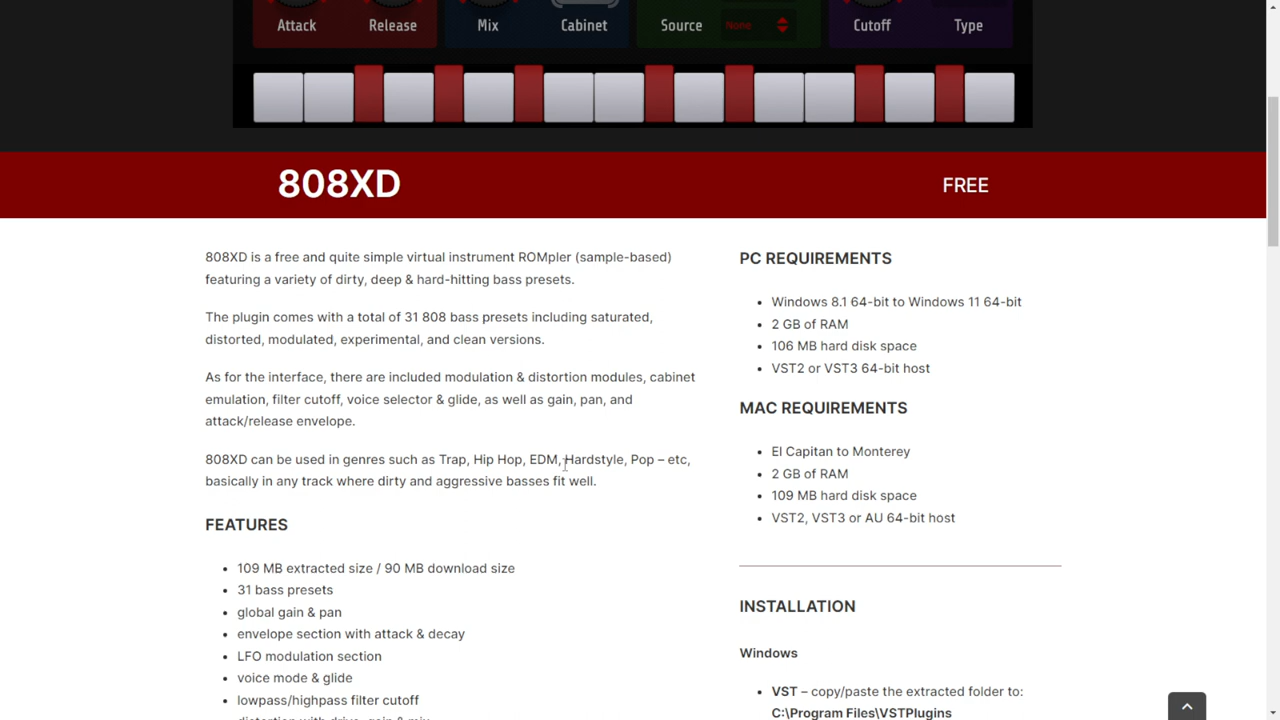 Attack Release Mix Cabinet Source None Cutoff Type
808XD
FREE
808XD is a free and quite simple virtual instrument ROMpler (sample-based)
featuring a variety of dirty, deep & hard-hitting bass presets.
The plugin comes with a total of 31 808 bass presets including saturated,
distorted, modulated, experimental, and clean versions.
As for the interface, there are included modulation & distortion modules, cabinet
emulation, filter cutoff, voice selector & glide, as well as gain, pan, and
attack/release envelope.
808XD can be used in genres such as Trap, Hip Hop, EDM, Hardstyle, Pop – etc,
basically in any track where dirty and aggressive basses fit well.
FEATURES
• 109 MB extracted size / 90 MB download size
• 31 bass presets
• global gain & pan
• envelope section with attack & decay
• LFO modulation section
• voice mode & glide
• lowpass/highpass filter cutoff
distortion with drive, gain & mix
PC REQUIREMENTS
• Windows 8.1 64-bit to Windows 11 64-bit
• 2 GB of RAM
• 106 MB hard disk space
• VST2 or VST3 64-bit host
MAC REQUIREMENTS
• El Capitan to Monterey
• 2 GB of RAM
• 109 MB hard disk space
• VST2, VST3 or AU 64-bit host
INSTALLATION
Windows
• VST – copy/paste the extracted folder to:
C:\Program Files\VSTPlugins